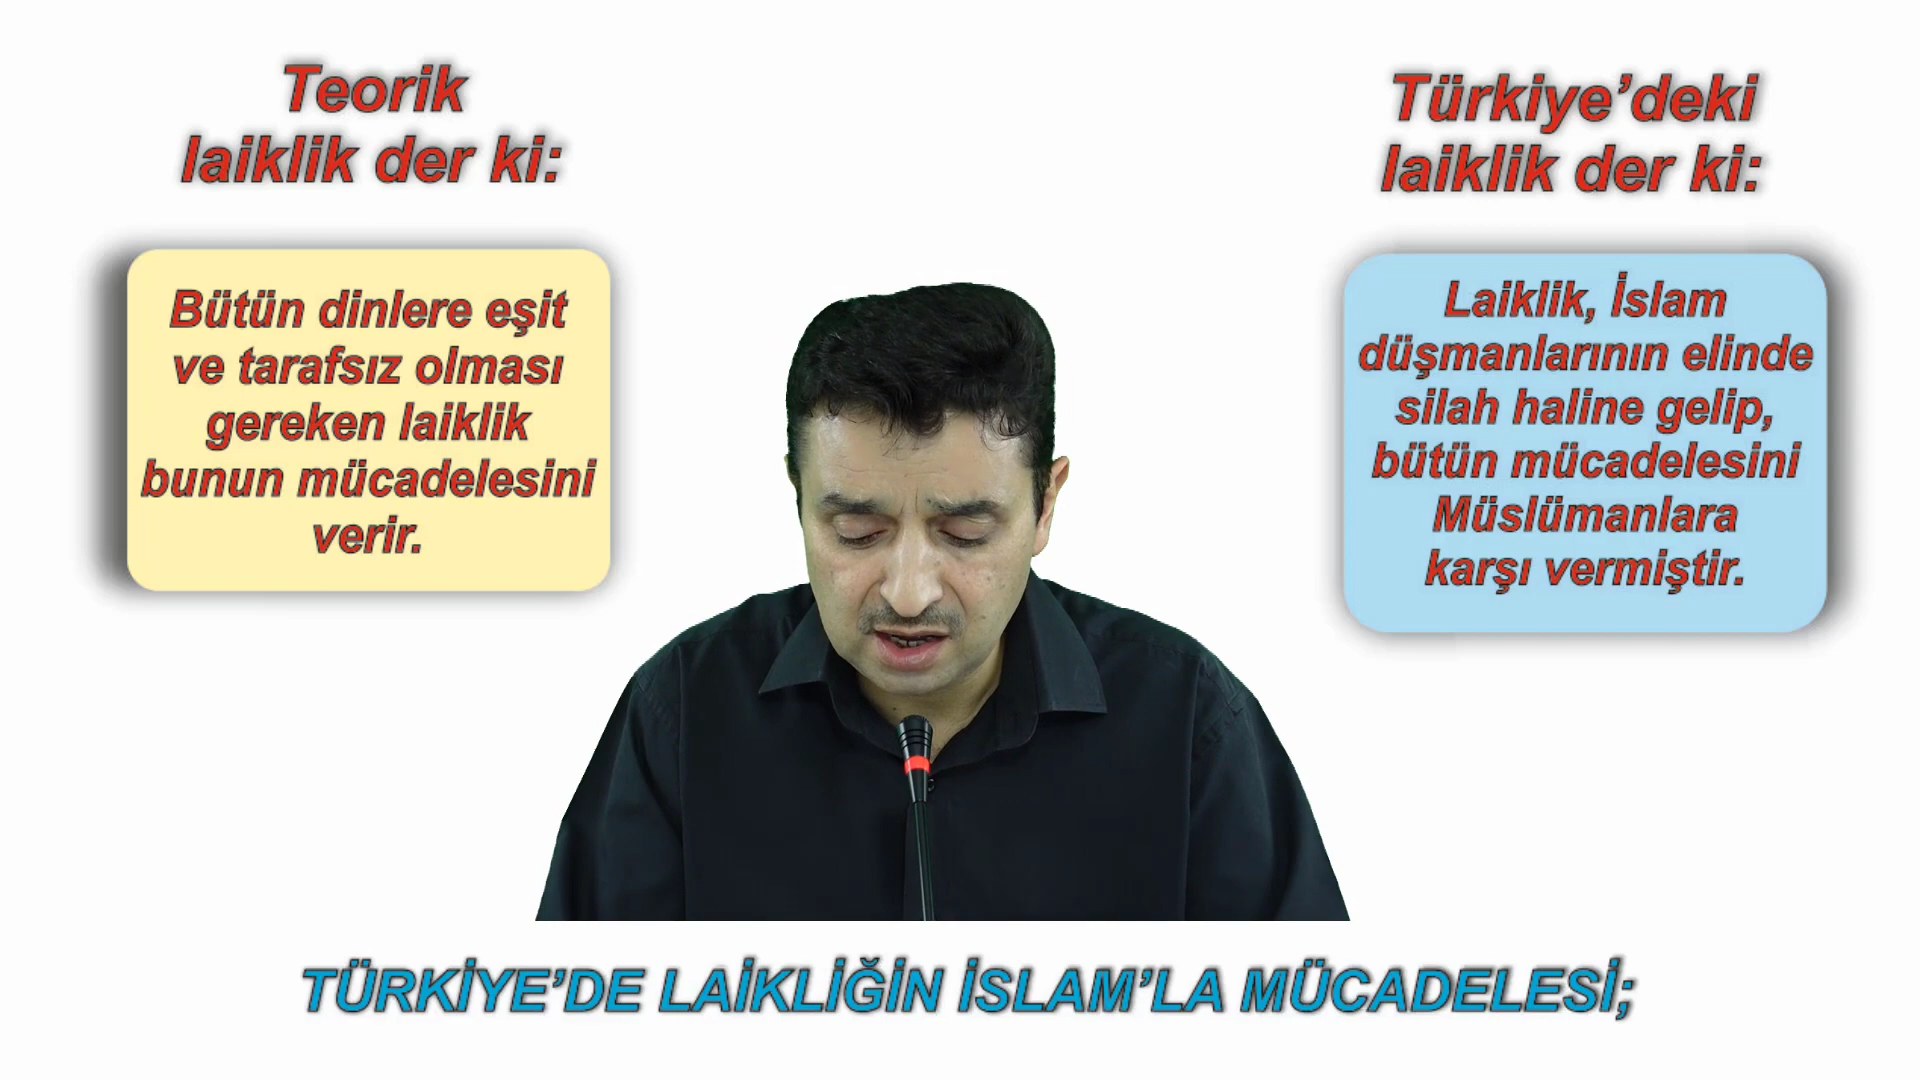 Teorik
laiklik der ki:
Bütün dinlere eşit
ve tarafsız olması
gereken laiklik
bunun mücadelesini
verir.
Türkiye’deki
laiklik der ki:
Laiklik, İslam
düşmanlarının elinde
silah haline gelip,
bütün mücadelesini
Müslümanlara
karşı vermiştir.
TÜRKİYE’DE LAİKLİĞİN İSLAM’LA MÜCADELESİ;